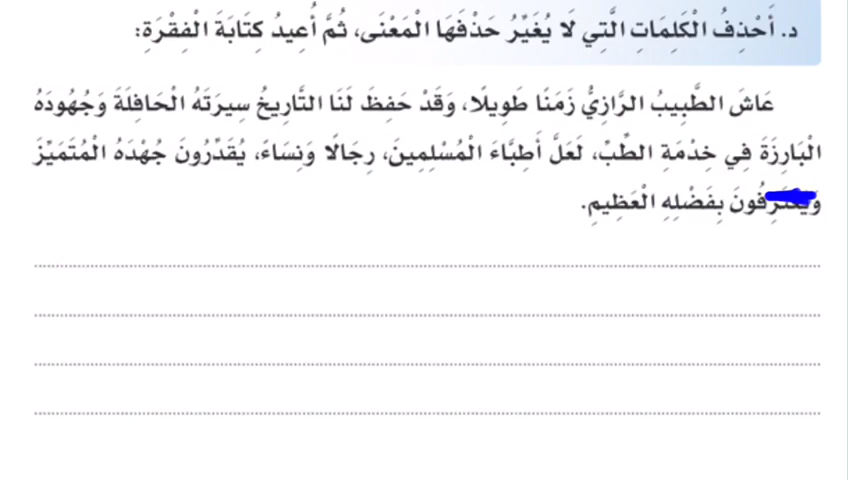 د. أَحْذِفُ الْكَلِمَاتِ الَّتِي لَا يُغَيِّرُ حَذْفَهَا الْمَعْنَى، ثُمَّ أُعِيدُ كِتَابَةَ الْفِقْرَةِ:
عَاشَ الطَّبِيبُ الرَّازِيُّ زَمَنًا طَوِيلًا، وَقَدْ حَفِظَ لَنَا التَّارِيخُ سِيرَتَهُ الْحَافِلَةَ وَجُهُودَهُ
الْبَارِزَةَ فِي خِدْمَةِ الطِّبِّ، لَعَلَّ أَطِبَّاءَ الْمُسْلِمِينَ، رِجَالًا وَنِسَاءً، يُقَدِّرُونَ جُهْدَهُ الْمُتَمَيِّزَ
بِفَضْلِهِ الْعَظِيمِ.